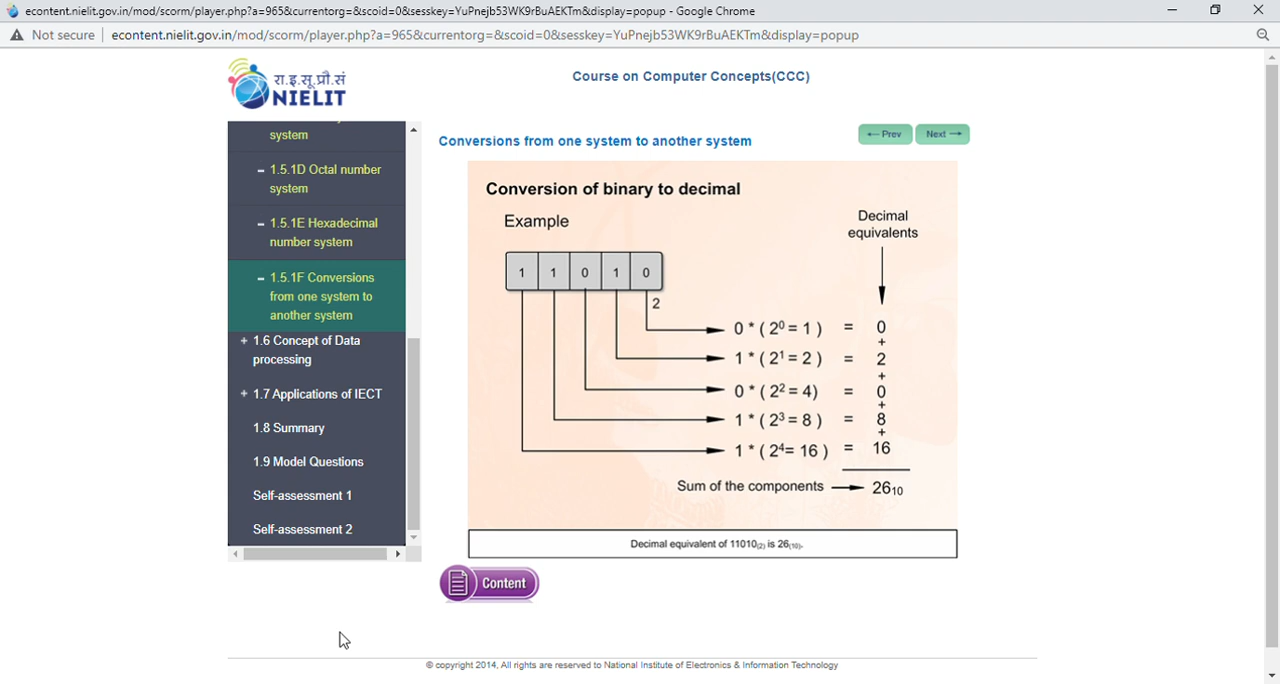 econtent.nielit.gov.in/mod/scorm/player.php?a=965&currentorg=&scoid=0&sesskey=YuPnejb53WK9rBuAEKTm&display=popup - Google Chrome
Not secure | econtent.nielit.gov.in/mod/scorm/player.php?a=965&currentorg=&scoid=0&sesskey=YuPnejb53WK9rBuAEKTm&display=popup
रा.इ.सू.प्रौ.सं
NIELIT
Course on Computer Concepts(CCC)
system
– 1.5.1D Octal number
system
– 1.5.1E Hexadecimal
number system
– 1.5.1F Conversions
from one system to
another system
+ 1.6 Concept of Data
processing
+ 1.7 Applications of IECT
1.8 Summary
1.9 Model Questions
Self-assessment 1
Self-assessment 2
Conversions from one system to another system
← Prev
Next →
Conversion of binary to decimal
Example
Decimal
equivalents
1 1 0 1 0
2
0 * ( 2⁰ = 1 ) = 0
+
1 * ( 2¹ = 2 ) = 2
+
0 * ( 2² = 4) = 0
+
1 * ( 2³ = 8 ) = 8
+
1 * ( 2⁴= 16 ) = 16
Sum of the components → 26₁₀
Decimal equivalent of 11010₍₂₎ is 26₍₁₀₎.
Content
© copyright 2014, All rights are reserved to National Institute of Electronics & Information Technology